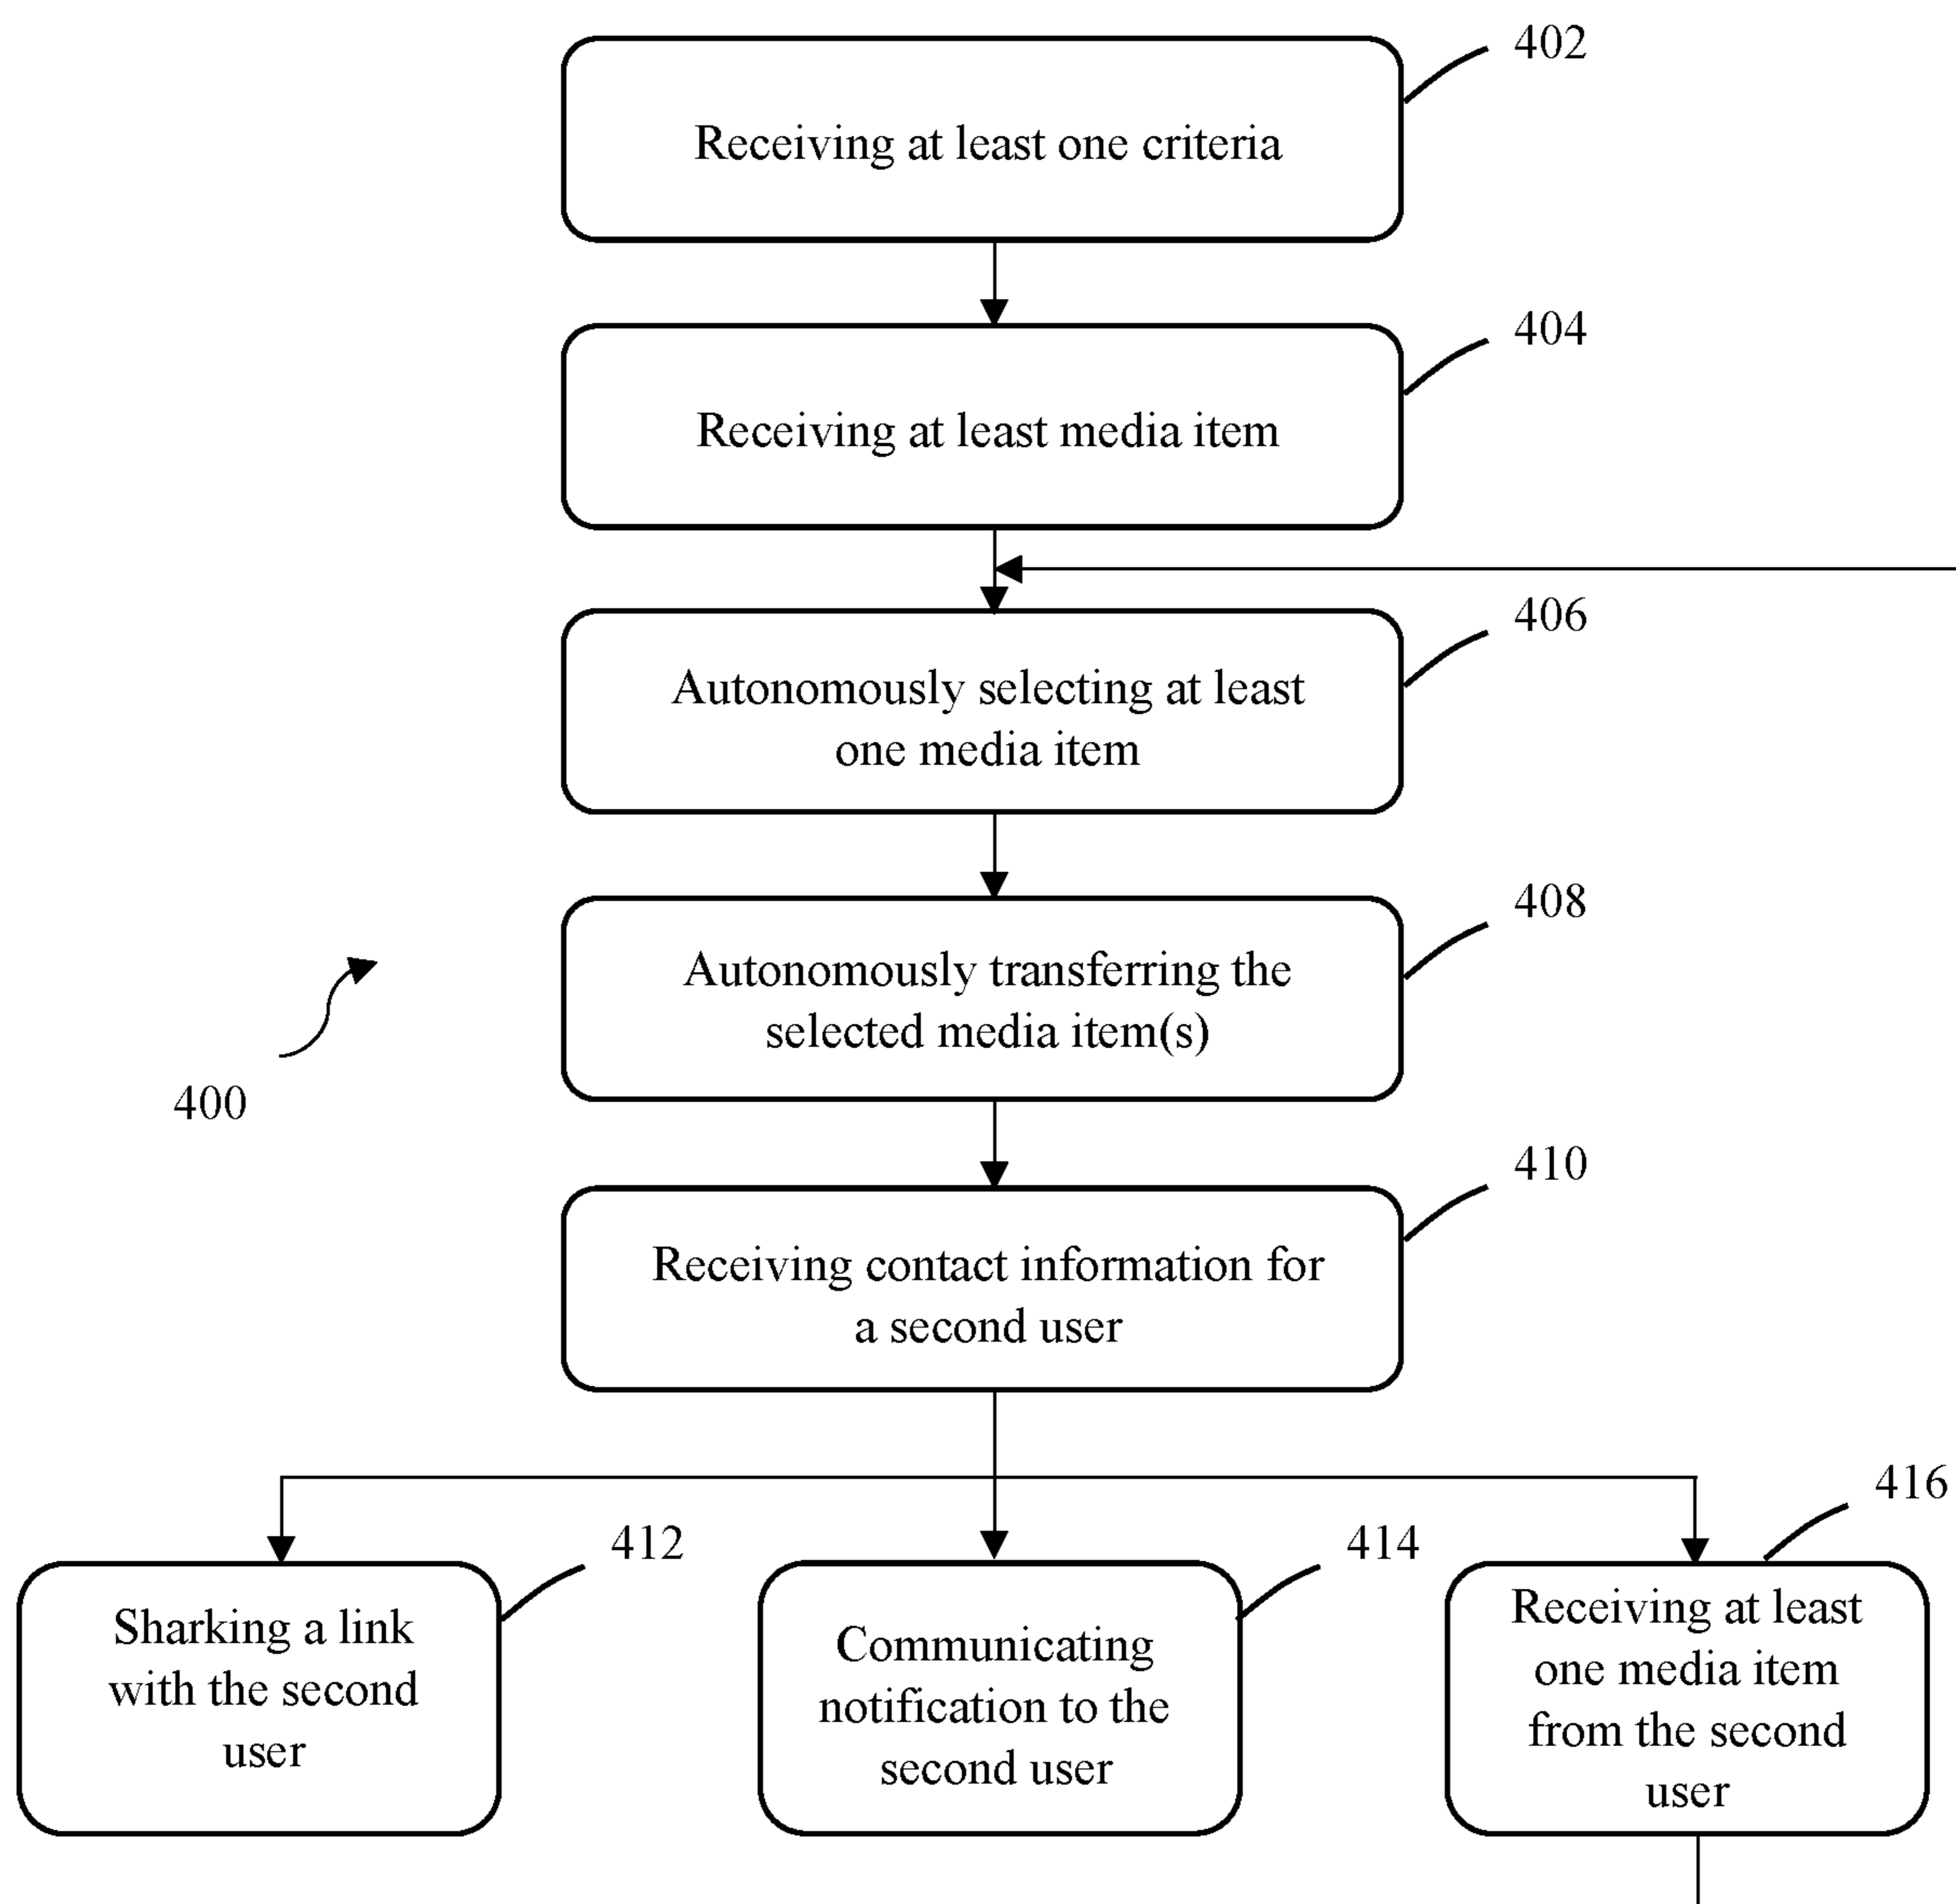 402
Receiving at least one criteria
404
Receiving at least media item
406
Autonomously selecting at least
one media item
408
Autonomously transferring the
selected media item(s)
400
410
Receiving contact information for
a second user
412
Sharking a link
with the second
user
414
Communicating
notification to the
second user
416
Receiving at least
one media item
from the second
user